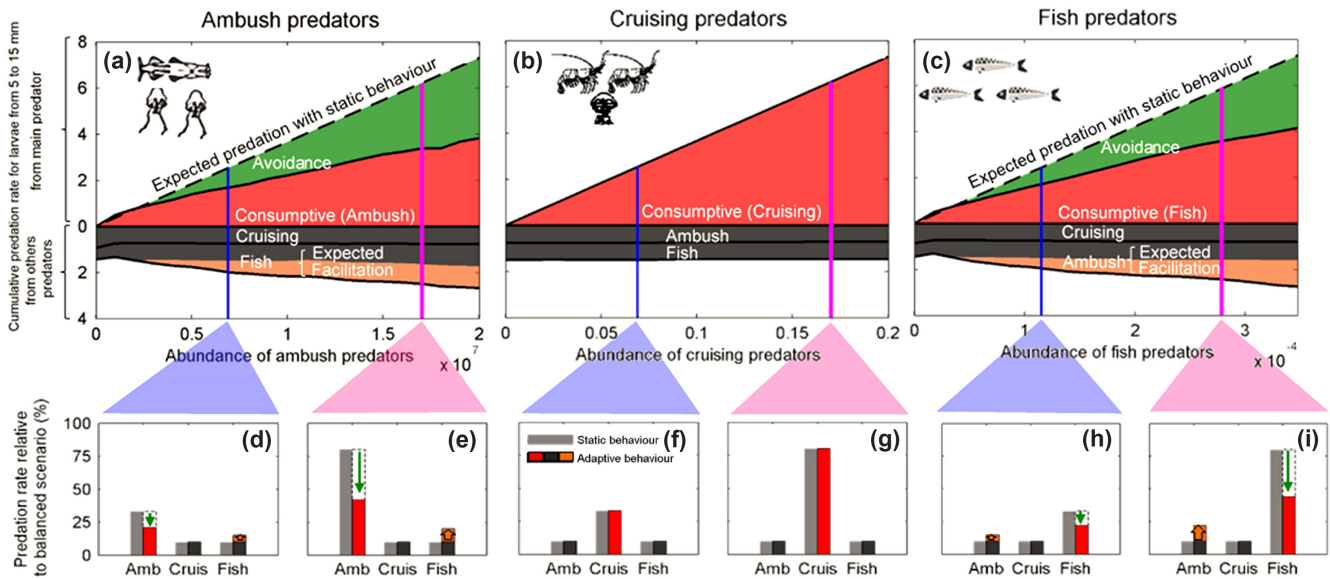 Ambush predators
Cruising predators
Fish predators
Cumulative predation rate for larvae from 5 to 15 mm
from main predator
Cumulative predation rate
from others
predators
8
6
4
2
0
2
4
(a)
Expected predation with static behaviour
Avoidance
Consumptive (Ambush)
Cruising
Fish
Expected
Facilitation
0
0.5
1
1.5
2
Abundance of ambush predators
x 10
7
(b)
Consumptive (Cruising)
Ambush
Fish
0
0.05
0.1
0.15
0.2
Abundance of cruising predators
(c)
Expected predation with static behaviour
Avoidance
Consumptive (Fish)
Cruising
Ambush
Expected
Facilitation
0
1
2
3
Abundance of fish predators
x 10
-4
Predation rate relative
to balanced scenario (%)
100
75
50
25
0
(d)
Amb Cruis Fish
(e)
Amb Cruis Fish
(f)
Static behaviour
Adaptive behaviour
Amb Cruis Fish
(g)
Amb Cruis Fish
(h)
Amb Cruis Fish
(i)
Amb Cruis Fish